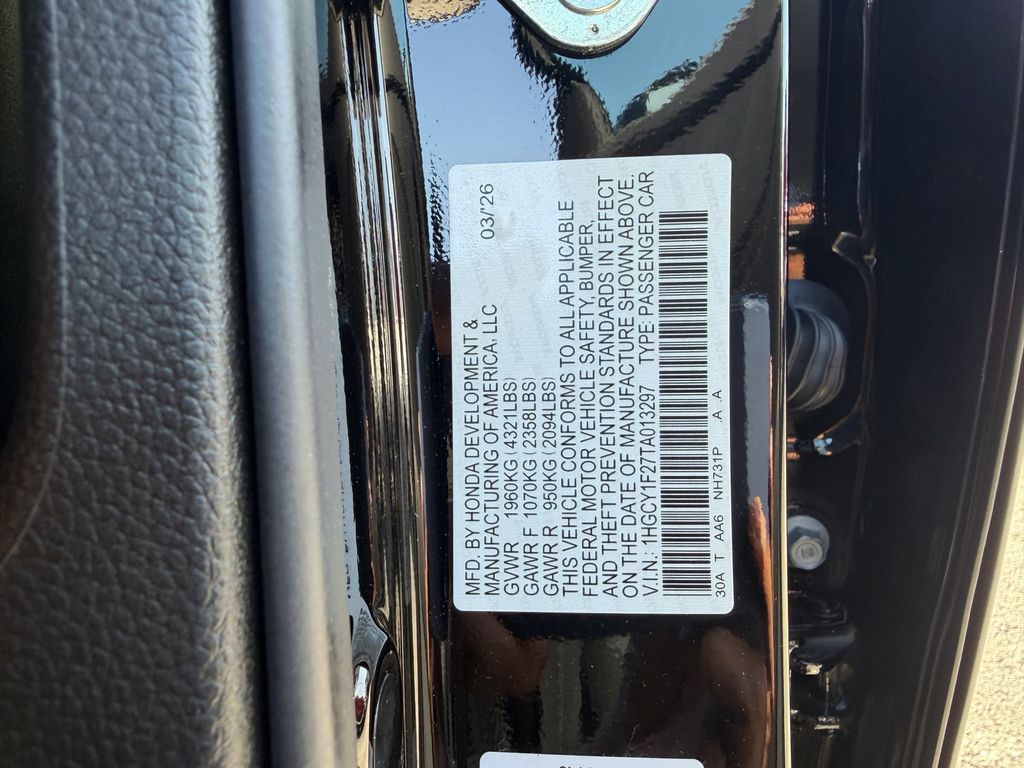 MFD. BY HONDA DEVELOPMENT &
MANUFACTURING OF AMERICA, LLC 03/'26
GVWR 1960KG (4321LBS)
GAWR F 1070KG (2358LBS)
GAWR R 950KG (2094LBS)
THIS VEHICLE CONFORMS TO ALL APPLICABLE
FEDERAL MOTOR VEHICLE SAFETY, BUMPER,
AND THEFT PREVENTION STANDARDS IN EFFECT
ON THE DATE OF MANUFACTURE SHOWN ABOVE.
V.I.N.: 1HGCY1F27TA013297 TYPE: PASSENGER CAR
30A T AA6 NH731P .A .A